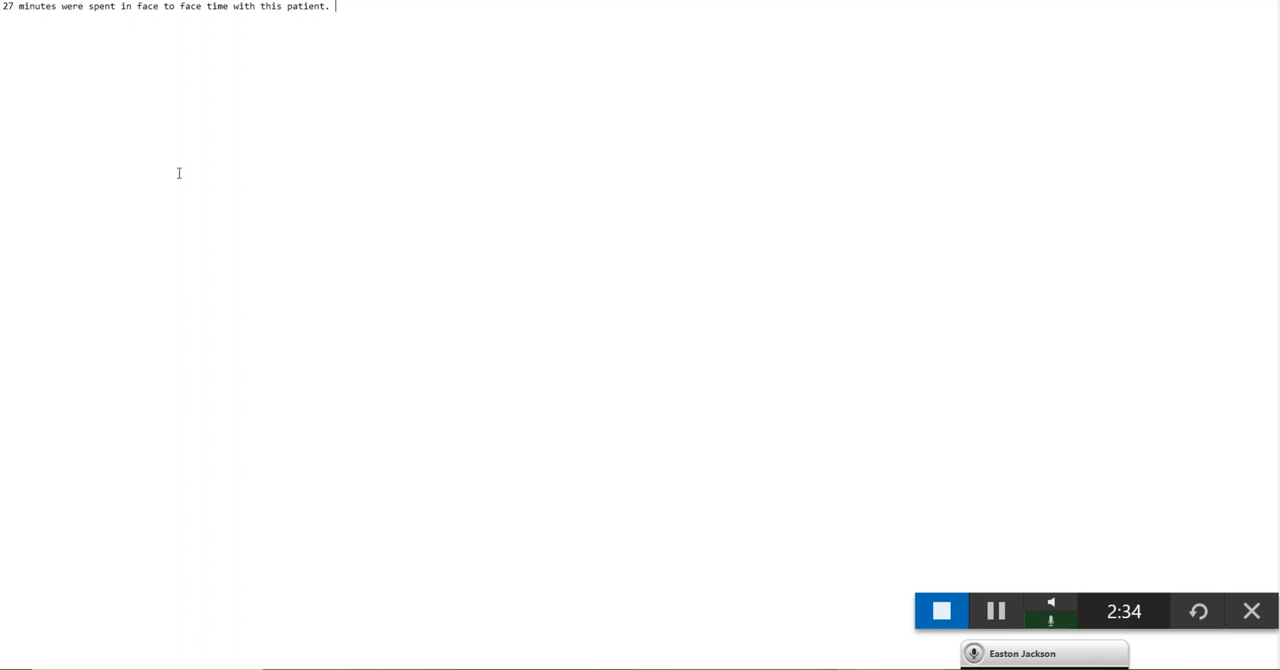 27 minutes were spent in face to face time with this patient.
2:34
Easton Jackson